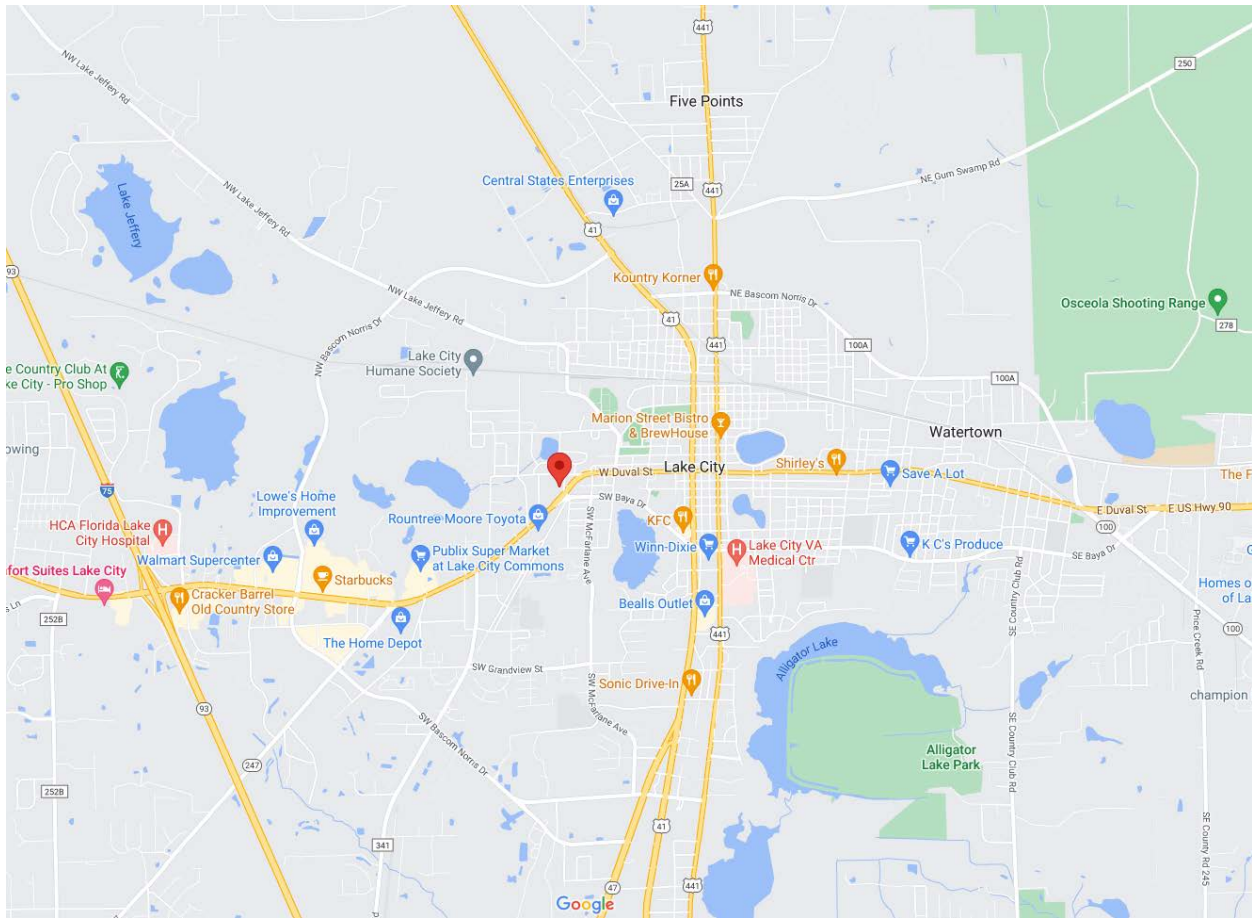 441
250
Five Points
NW Lake Jeffery Rd
NE Gum Swamp Rd
25A
441
Central States Enterprises
41
Lake Jeffery
NW Lake Jeffery Rd
93
Kountry Korner
NE Bascom Norris Dr
Osceola Shooting Range
278
NW Lake Jeffery Rd
41
441
100A
NW Bascom Norris Dr
Lake City
Humane Society
e Country Club At
ke City - Pro Shop
100A
Marion Street Bistro
& BrewHouse
Watertown
owing
W Duval St
Lake City
Shirley's
Save A Lot
The F
75
Lowe's Home
Improvement
SW Baya Dr
Rountree Moore Toyota
KFC
E Duval St
E US Hwy 90
100
HCA Florida Lake
City Hospital
SW McFarlane Ave
Winn-Dixie
Lake City VA
Medical Ctr
K C's Produce
SE Baya Dr
Walmart Supercenter
Publix Super Market
at Lake City Commons
fort Suites Lake City
Starbucks
Cracker Barrel
Old Country Store
Bealls Outlet
SE Country Club Rd
Homes o
of La
s Ln
252B
The Home Depot
441
100
Price Creek Rd
Alligator Lake
SW Grandview St
Sonic Drive-In
SW McFarlane Ave
champion
93
SW Bascom Norris Dr
SE Country Club Rd
Alligator
Lake Park
247
252B
41
341
SE County Rd 245
P
47
441
Google